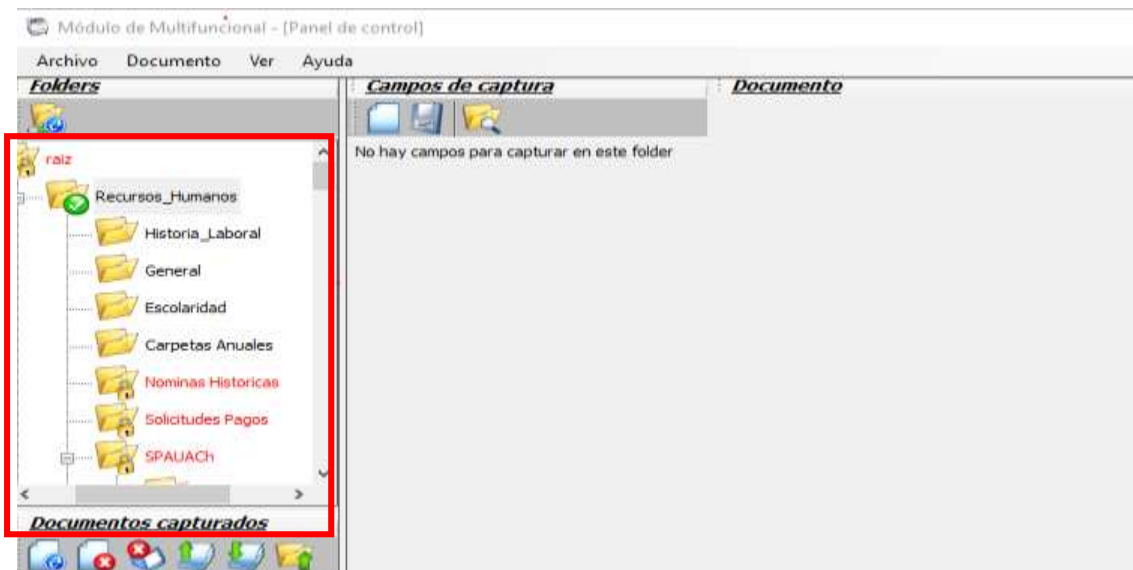 Módulo de Multifuncional - [Panel de control]
Archivo Documento Ver Ayuda
Folders
raiz
Recursos_Humanos
Historia_Laboral
General
Escolaridad
Carpetas Anuales
Nominas Historicas
Solicitudes Pagos
SPAUACh
Documentos capturados
Campos de captura
No hay campos para capturar en este folder
Documento